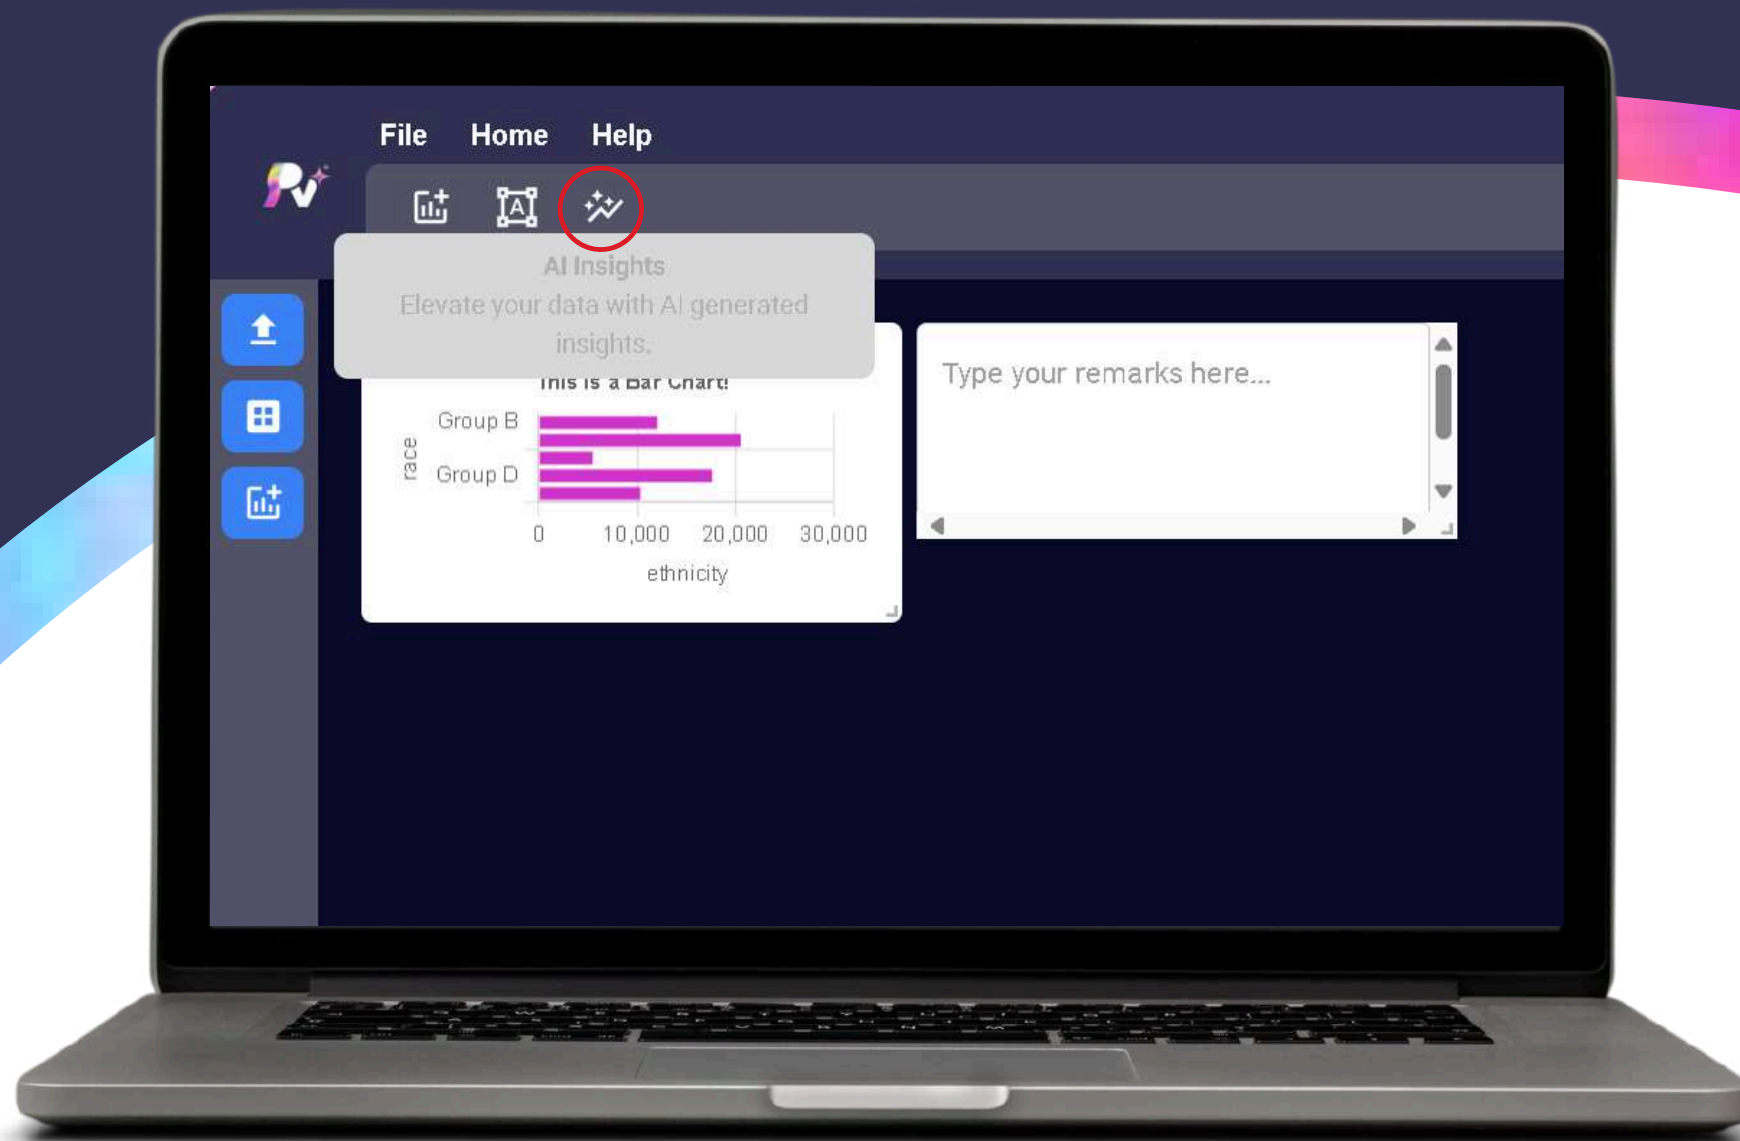 File Home Help
A
AI Insights
Elevate your data with AI generated
insights.
This is a Bar Chart!
Type your remarks here...
Group B
race
Group D
0 10,000 20,000 30,000
ethnicity